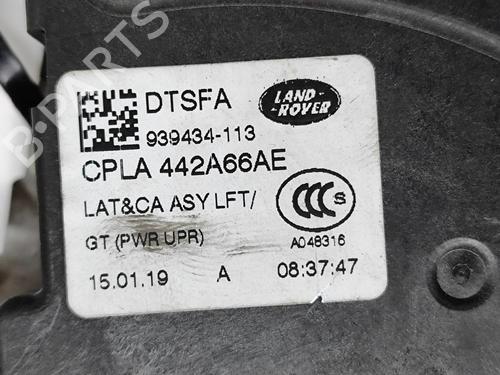 DTSFA
LAND-
-ROVER
939434-113
CPLA 442A66AE
LAT&CA ASY LFT/
S
GT (PWR UPR)
A048316
15.01.19 A 08:37:47
B-PARTS